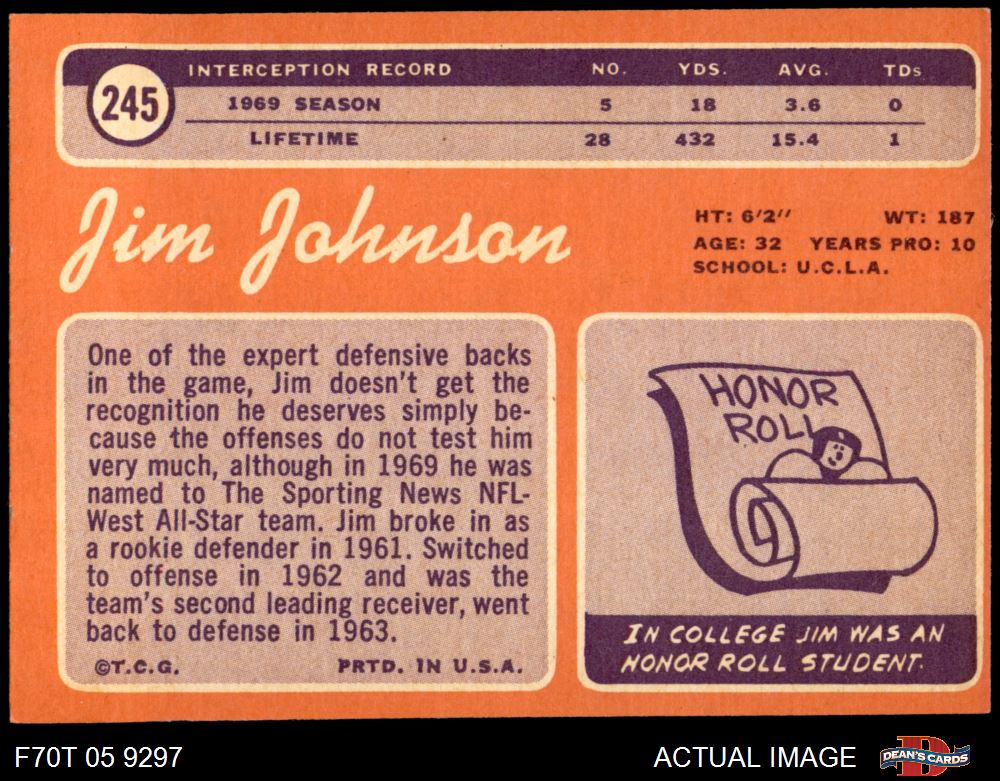 245
INTERCEPTION RECORD NO. YDS. AVG. TDs
1969 SEASON 5 18 3.6 0
LIFETIME 28 432 15.4 1
Jim Johnson
HT: 6'2" WT: 187
AGE: 32 YEARS PRO: 10
SCHOOL: U.C.L.A.
One of the expert defensive backs
in the game, Jim doesn't get the
recognition he deserves simply be-
cause the offenses do not test him
very much, although in 1969 he was
named to The Sporting News NFL-
West All-Star team. Jim broke in as
a rookie defender in 1961. Switched
to offense in 1962 and was the
team's second leading receiver, went
back to defense in 1963.
©T.C.G. PRTD. IN U.S.A.
HONOR
ROLL
IN COLLEGE JIM WAS AN
HONOR ROLL STUDENT.
F70T 05 9297
ACTUAL IMAGE
D
DEAN'S CARDS